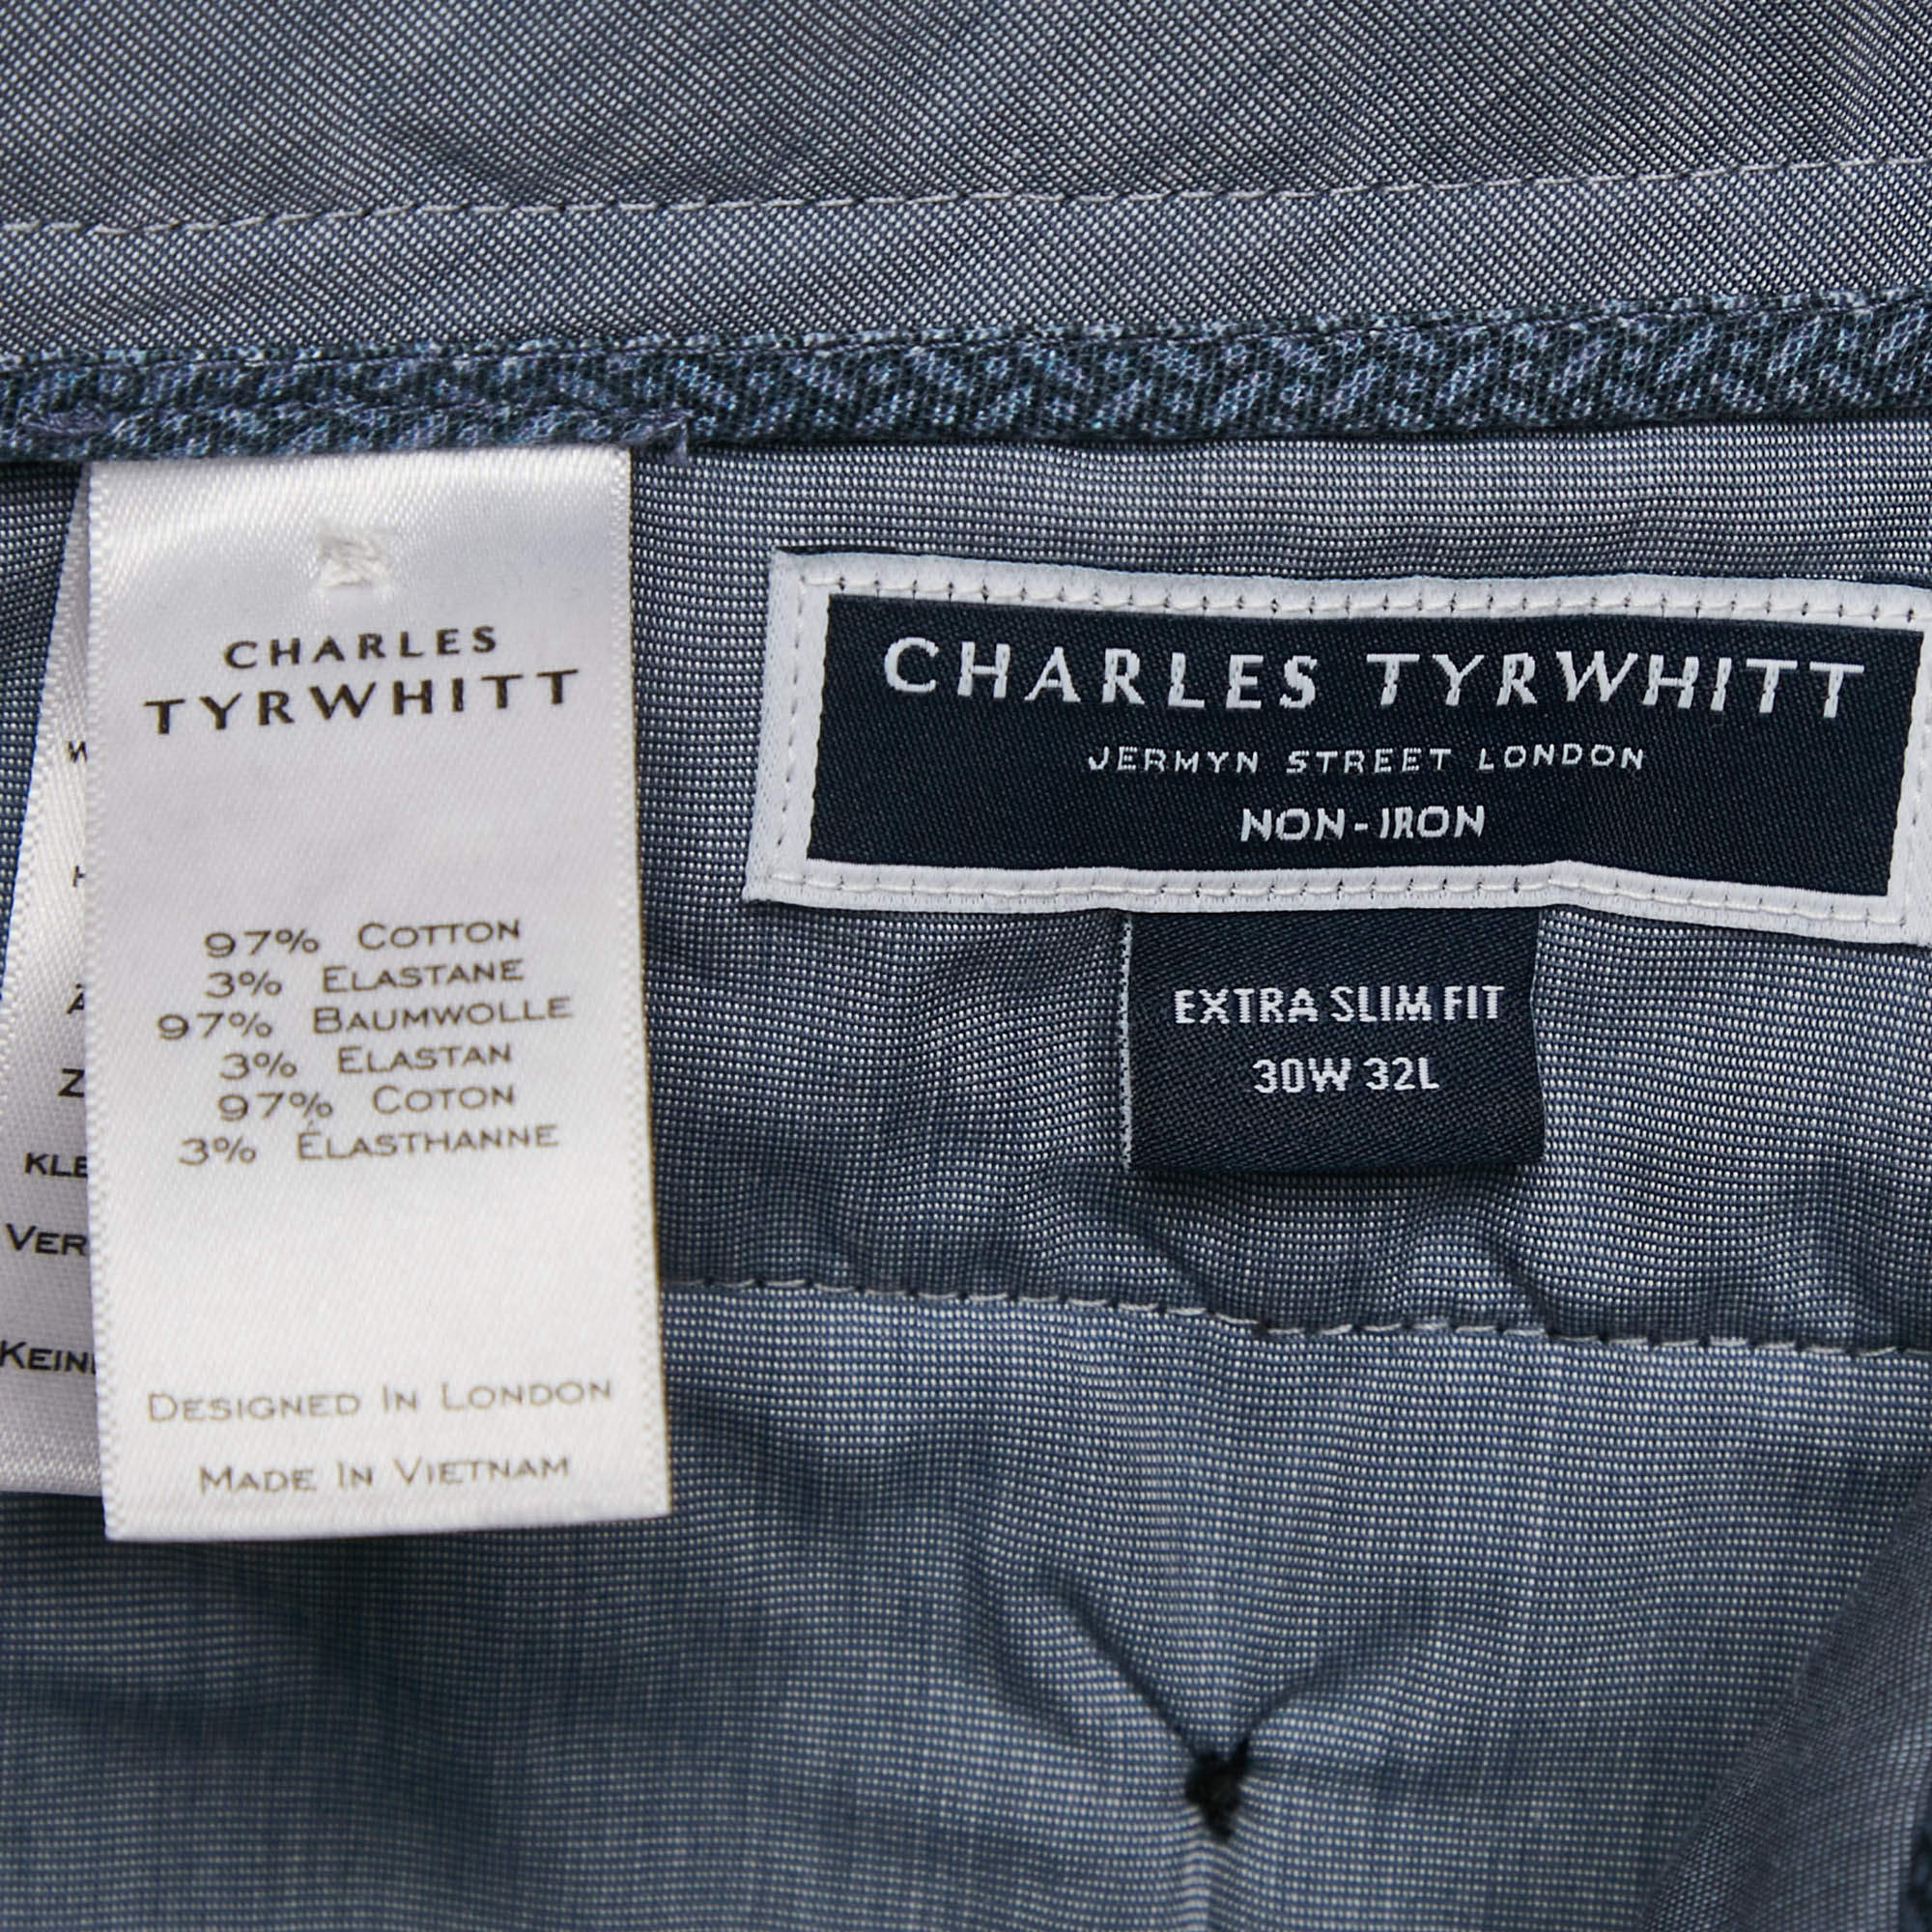 CHARLES
TYRWHITT
97% COTTON
3% ELASTANE
97% BAUMWOLLE
3% ELASTAN
97% COTON
3% ÉLASTHANNE
DESIGNED IN LONDON
MADE IN VIETNAM
CHARLES TYRWHITT
JERMYN STREET LONDON
NON-IRON
EXTRA SLIM FIT
30W 32L